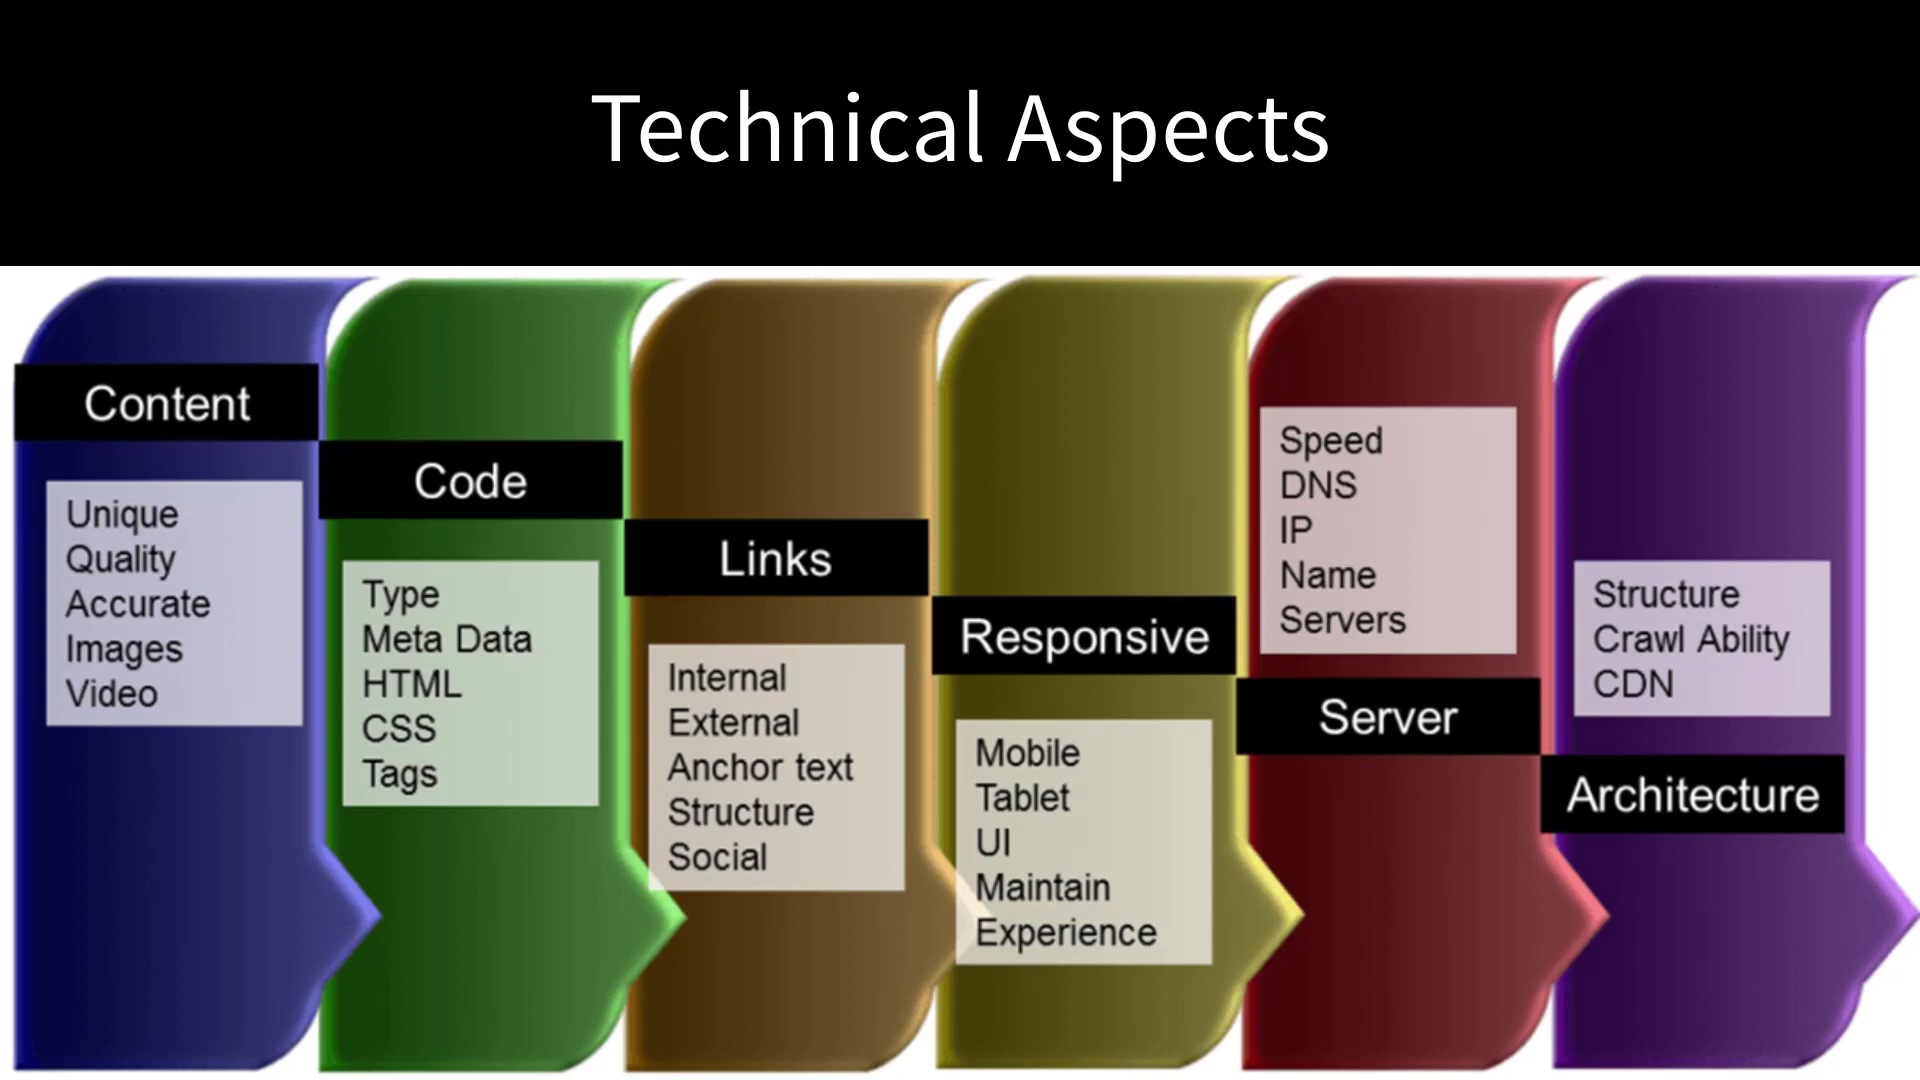 Technical Aspects
Content
Unique
Quality
Accurate
Images
Video
Code
Type
Meta Data
HTML
CSS
Tags
Links
Internal
External
Anchor text
Structure
Social
Responsive
Mobile
Tablet
UI
Maintain
Experience
Speed
DNS
IP
Name
Servers
Server
Structure
Crawl Ability
CDN
Architecture